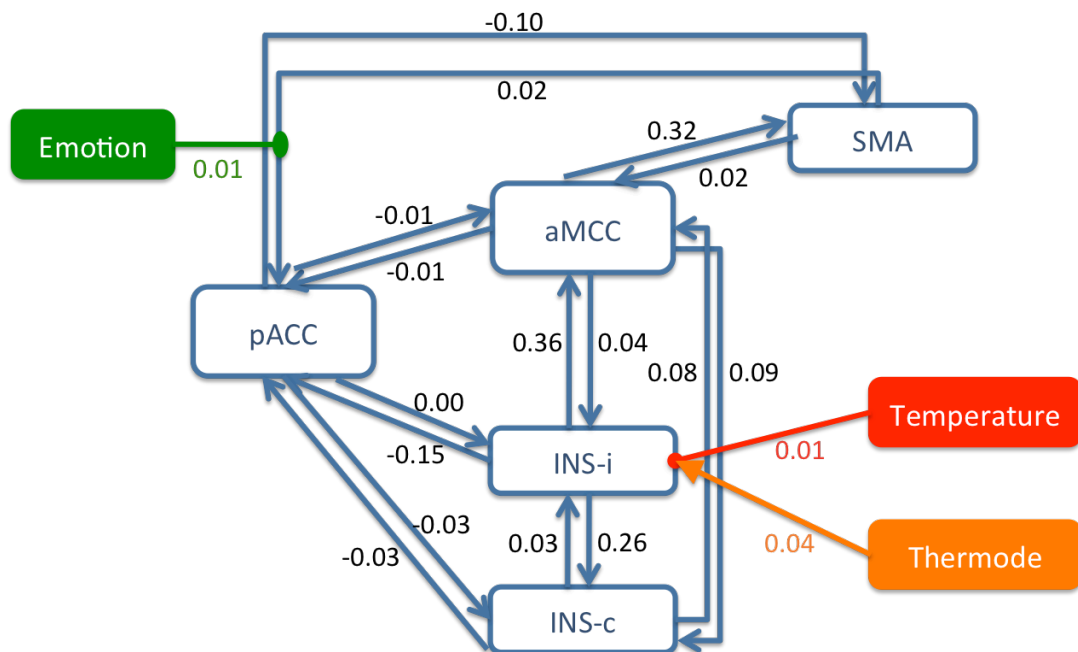 -0.10
0.02
Emotion
0.01
0.32
SMA
0.02
-0.01
aMCC
-0.01
pACC
0.36
0.04
0.08
0.09
0.00
Temperature
-0.15
INS-i
0.01
-0.03
-0.03
0.03
0.26
0.04
Thermode
INS-c